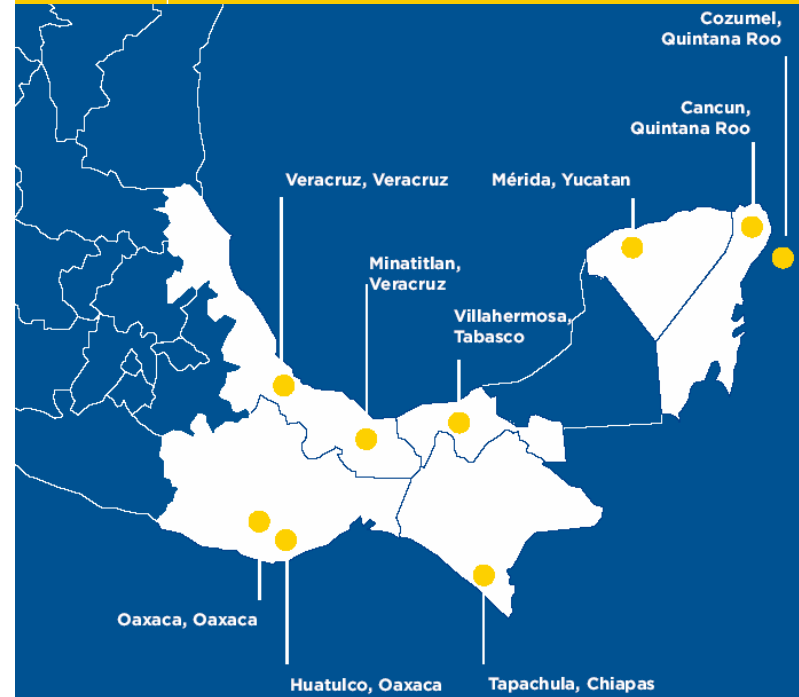 Cozumel,
Quintana Roo
Cancun,
Quintana Roo
Veracruz, Veracruz
Mérida, Yucatan
Minatitlan,
Veracruz
Villahermosa,
Tabasco
Oaxaca, Oaxaca
Huatulco, Oaxaca
Tapachula, Chiapas